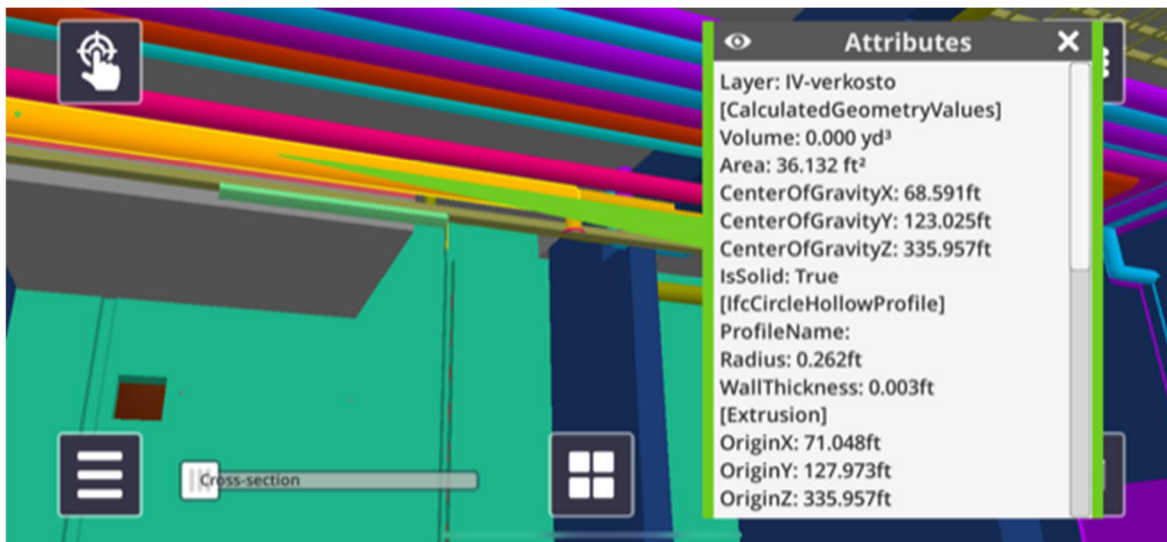 Attributes
Layer: IV-verkosto
[CalculatedGeometryValues]
Volume: 0.000 yd³
Area: 36.132 ft²
CenterOfGravityX: 68.591ft
CenterOfGravityY: 123.025ft
CenterOfGravityZ: 335.957ft
IsSolid: True
[IfcCircleHollowProfile]
ProfileName:
Radius: 0.262ft
WallThickness: 0.003ft
[Extrusion]
OriginX: 71.048ft
OriginY: 127.973ft
OriginZ: 335.957ft
Cross-section